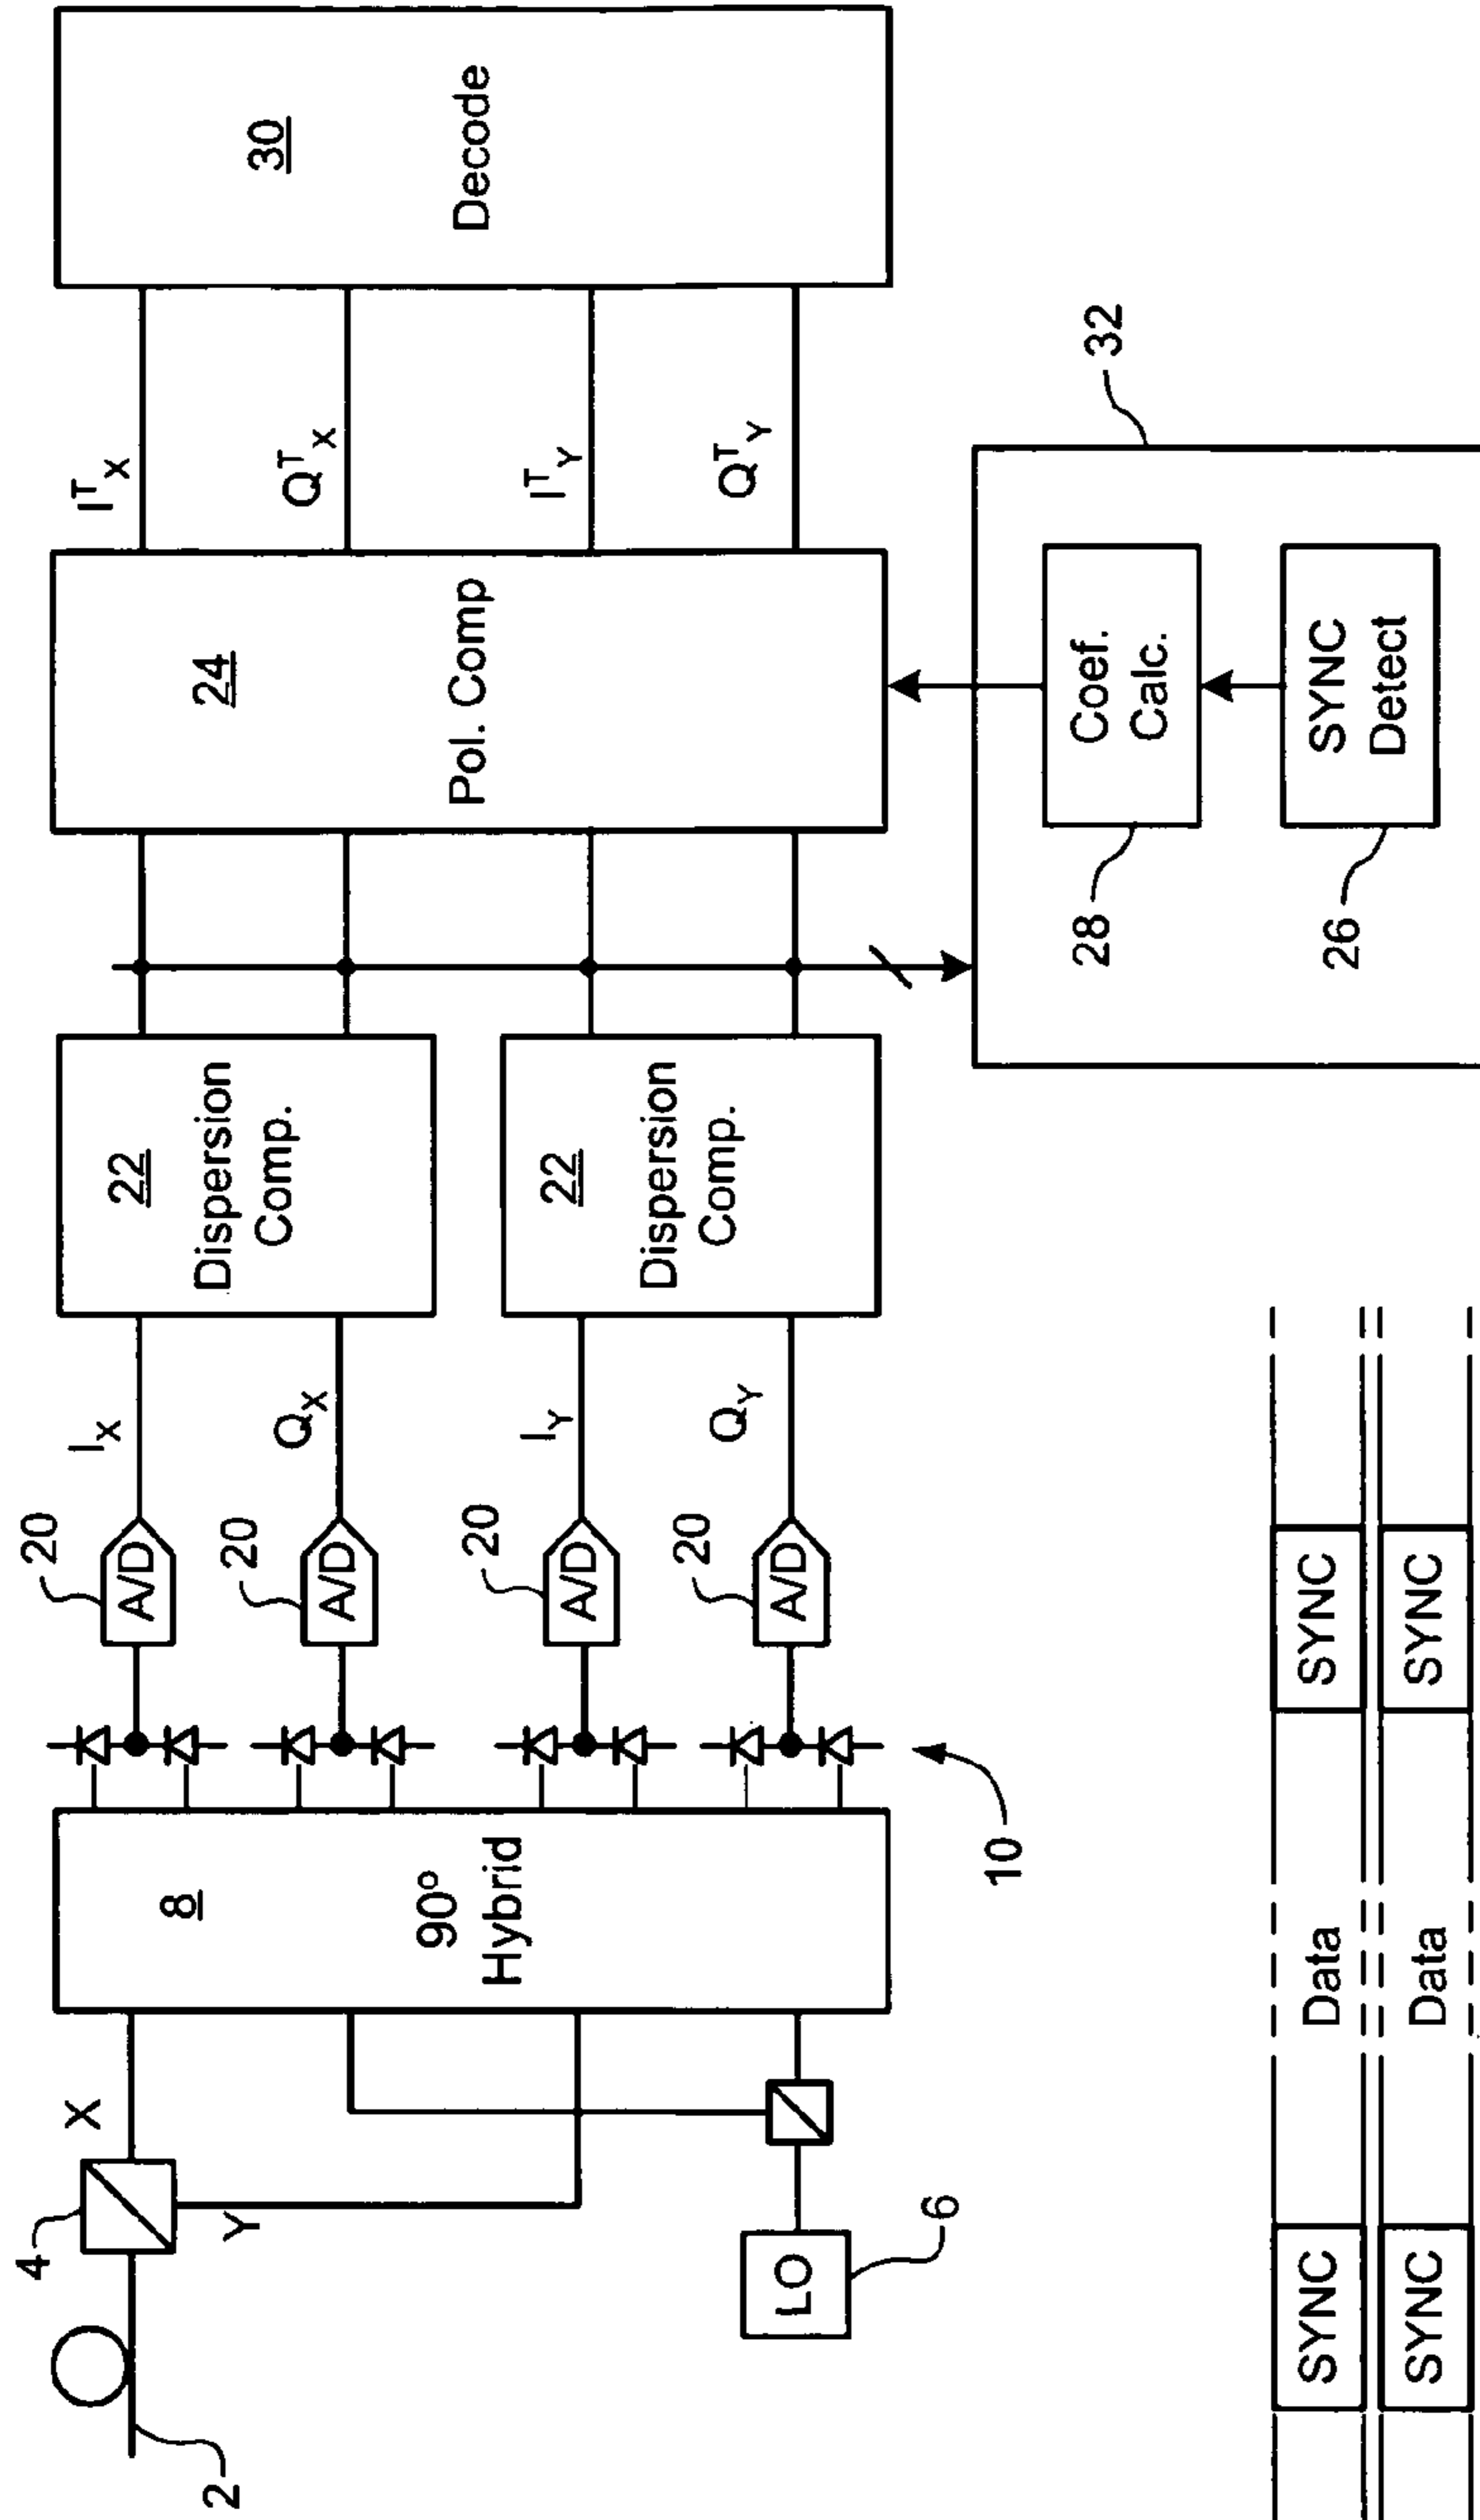 2
4
X
Y
LO
6
8
90°
Hybrid
10
20
A/D
20
A/D
20
A/D
20
A/D
I_X
Q_X
I_Y
Q_Y
22
Dispersion
Comp.
22
Dispersion
Comp.
24
Pol. Comp
I^T_X
Q^T_X
I^T_Y
Q^T_Y
30
Decode
32
28
Coef.
Calc.
26
SYNC
Detect
SYNC
Data
SYNC
SYNC
Data
SYNC